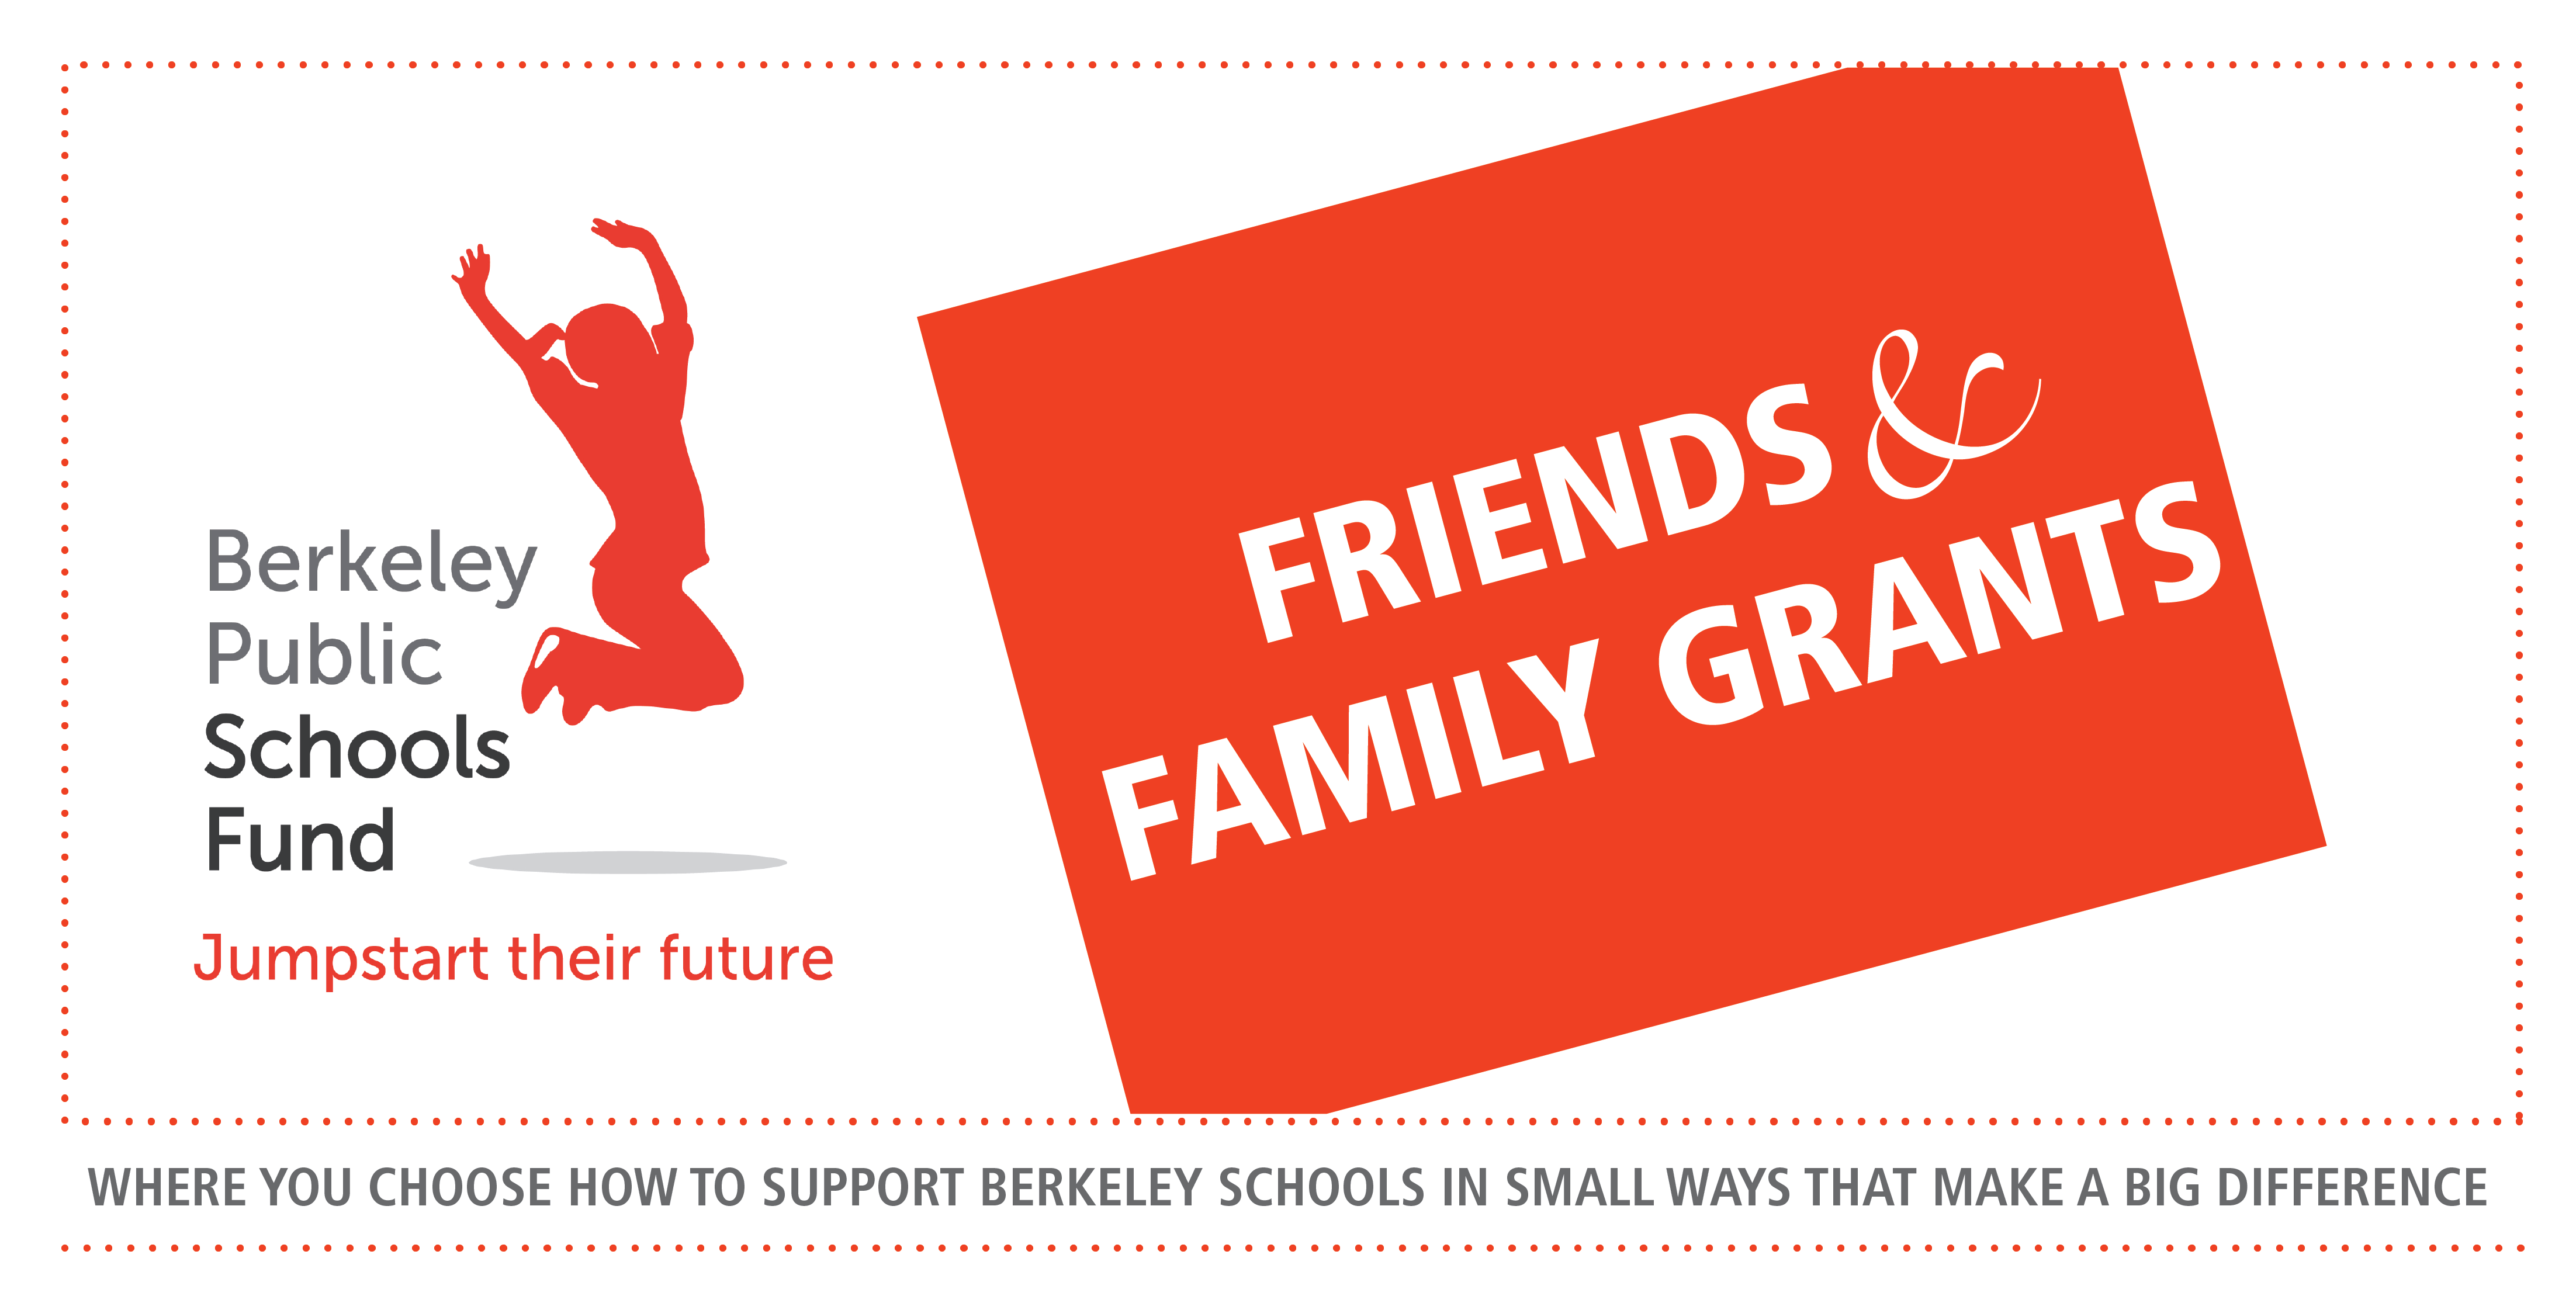 Berkeley
Public
Schools
Fund
Jumpstart their future
FRIENDS &
FAMILY GRANTS
WHERE YOU CHOOSE HOW TO SUPPORT BERKELEY SCHOOLS IN SMALL WAYS THAT MAKE A BIG DIFFERENCE